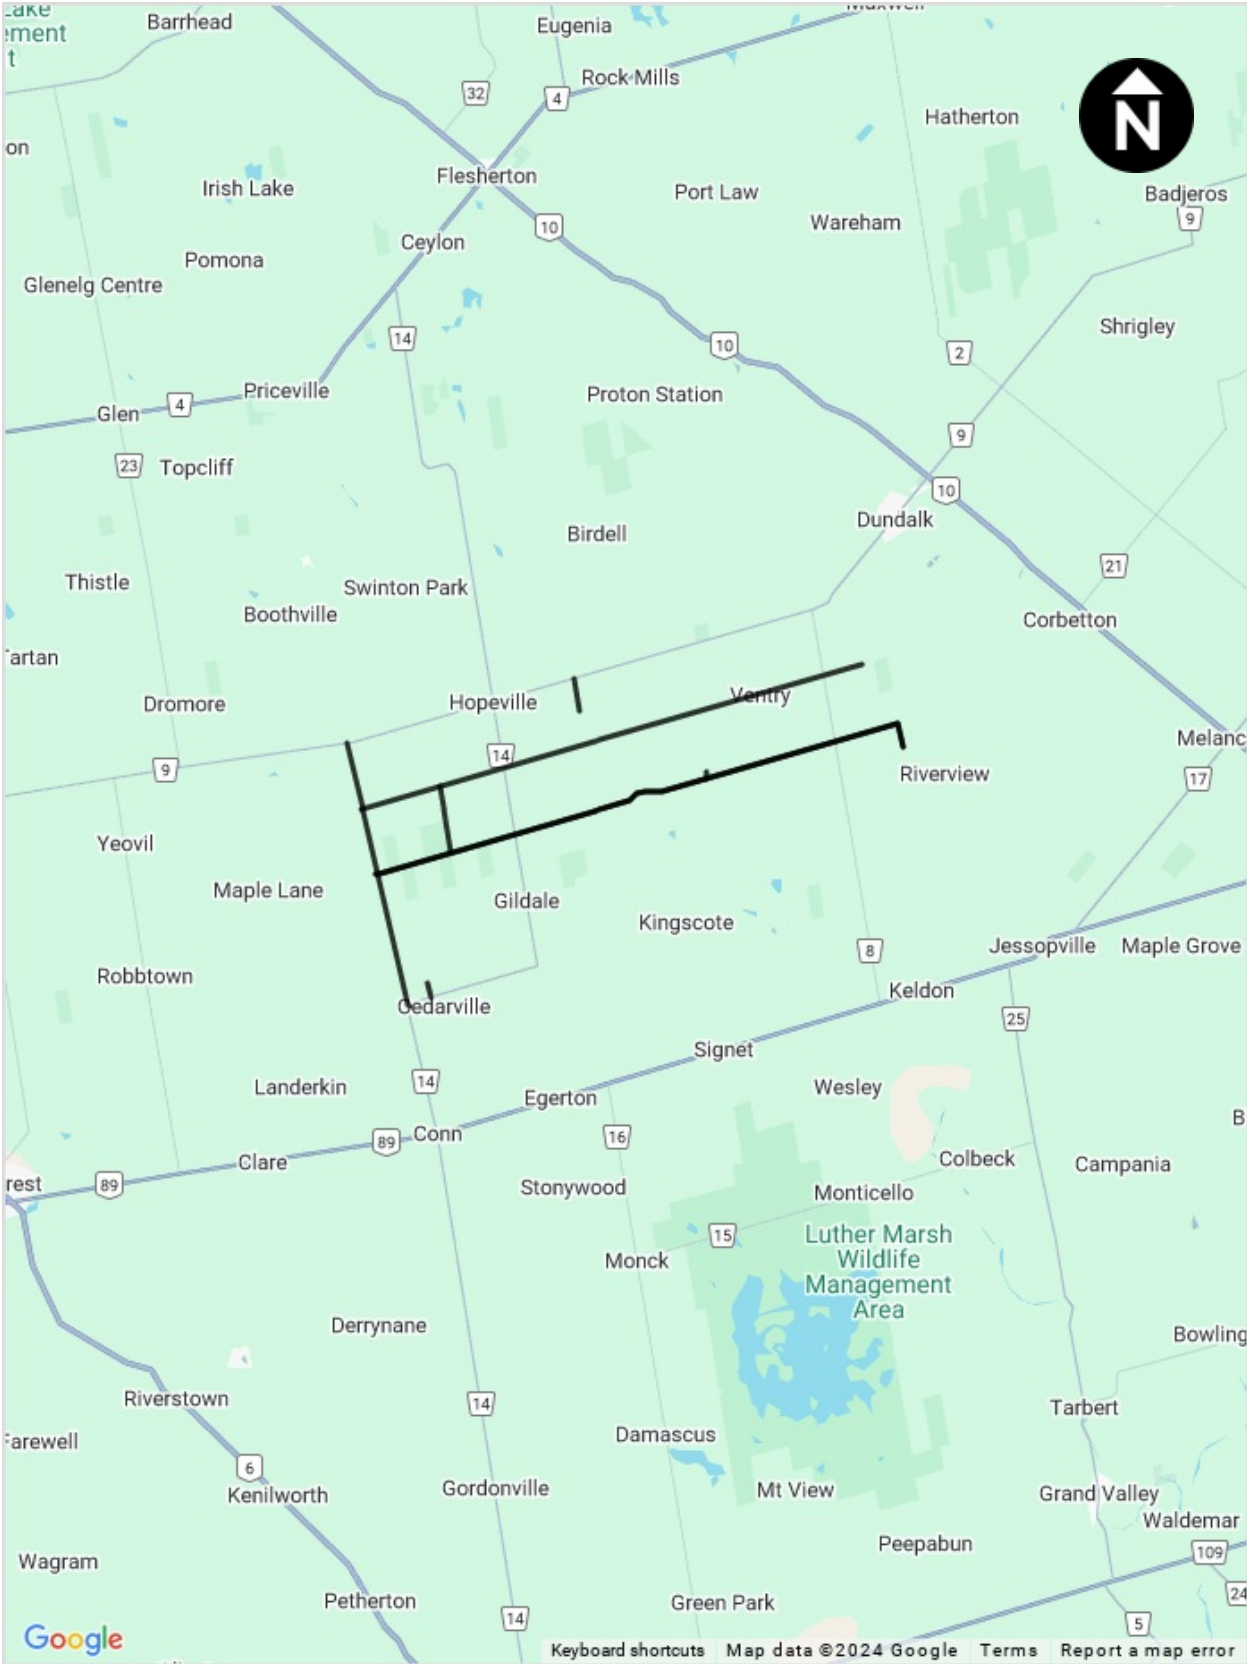 Lake
ement
t
Barrhead
Eugenia
Maxwell
Rock Mills
32
4
N
Hatherton
on
Flesherton
Irish Lake
Port Law
Badjeros
9
Wareham
10
Ceylon
Pomona
Glenelg Centre
14
10
Shrigley
2
Priceville
Proton Station
4
Glen
23
Topcliff
9
10
Dundalk
Birdell
21
Thistle
Swinton Park
Boothville
Corbetton
Tartan
Dromore
Hopeville
Ventry
Melanc
14
9
Riverview
17
Yeovil
Maple Lane
Gildale
Kingscote
8
Jessopville
Maple Grove
Robbtown
Keldon
Cedarville
25
Signet
14
Landerkin
Egerton
Wesley
B
89
Conn
16
Clare
Colbeck
Campania
rest
89
Stonywood
Monticello
15
Luther Marsh
Wildlife
Management
Area
Monck
Derrynane
Bowling
Riverstown
14
Tarbert
Farewell
Damascus
6
Kenilworth
Gordonville
Mt View
Grand Valley
Waldemar
Peepabun
109
Wagram
24
Petherton
Green Park
14
5
Google
Keyboard shortcuts
Map data ©2024 Google
Terms
Report a map error